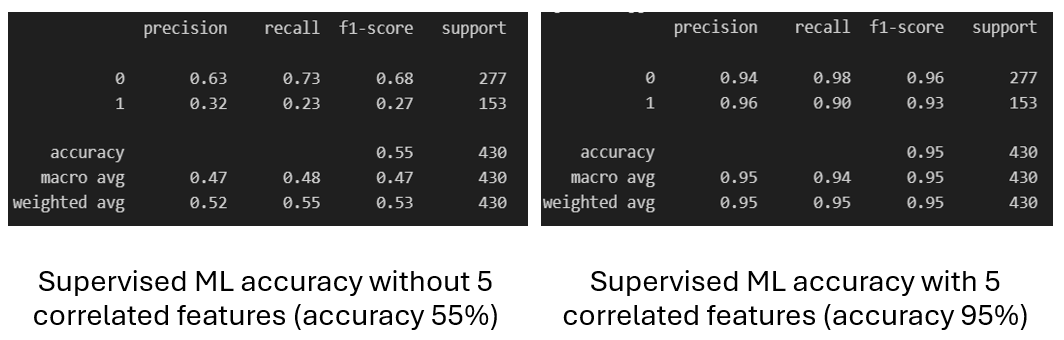 precision recall f1-score support
0 0.63 0.73 0.68 277
1 0.32 0.23 0.27 153
accuracy 0.55 430
macro avg 0.47 0.48 0.47 430
weighted avg 0.52 0.55 0.53 430
Supervised ML accuracy without 5
correlated features (accuracy 55%)
precision recall f1-score support
0 0.94 0.98 0.96 277
1 0.96 0.90 0.93 153
accuracy 0.95 430
macro avg 0.95 0.94 0.95 430
weighted avg 0.95 0.95 0.95 430
Supervised ML accuracy with 5
correlated features (accuracy 95%)